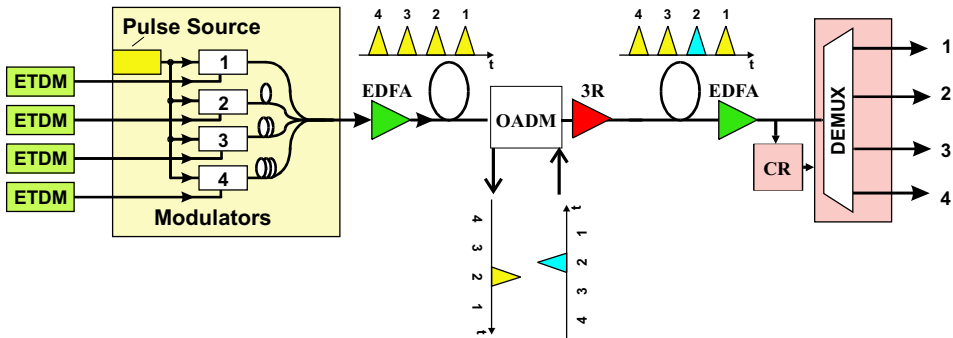 Pulse Source
ETDM
ETDM
ETDM
ETDM
1
2
3
4
Modulators
4 3 2 1
t
EDFA
OADM
3R
4 3 2 1
t
EDFA
CR
DEMUX
1
2
3
4
4 3 2 1 t
t 1 2 3 4